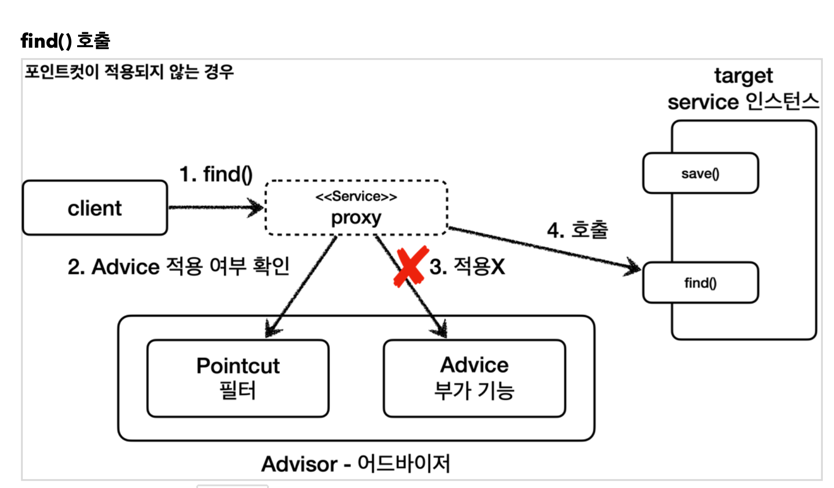 find() 호출
포인트컷이 적용되지 않는 경우
target
service 인스턴스
1. find()
save()
client
<<Service>>
proxy
4. 호출
2. Advice 적용 여부 확인
3. 적용X
find()
Pointcut
필터
Advice
부가 기능
Advisor - 어드바이저